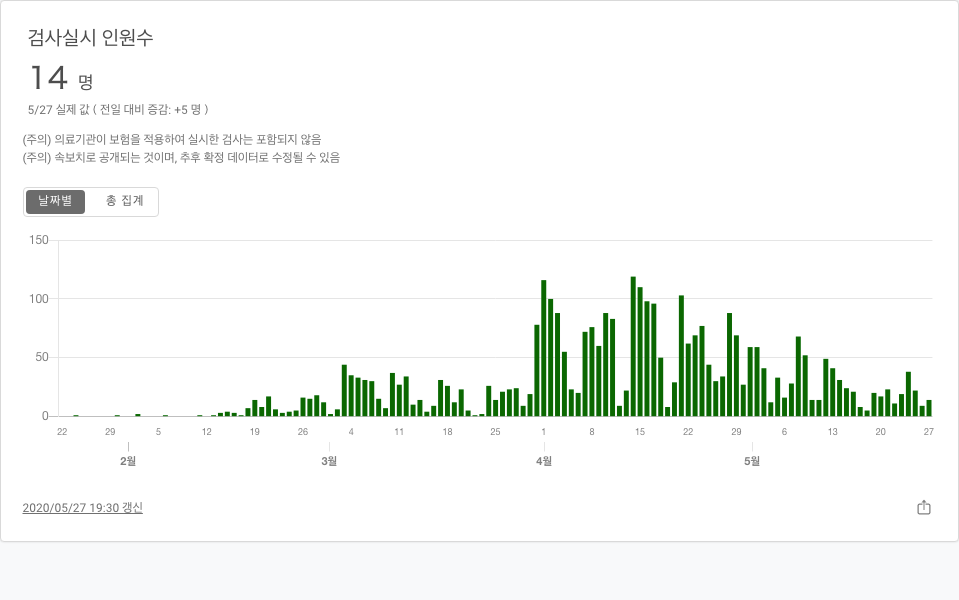 검사실시 인원수
14 명
5/27 실제 값 ( 전일 대비 증감: +5 명 )
(주의) 의료기관이 보험을 적용하여 실시한 검사는 포함되지 않음
(주의) 속보치로 공개되는 것이며, 추후 확정 데이터로 수정될 수 있음
날짜별 총 집계
150
100
50
0
22 29 5 12 19 26 4 11 18 25 1 8 15 22 29 6 13 20 27
2월 3월 4월 5월
2020/05/27 19:30 갱신